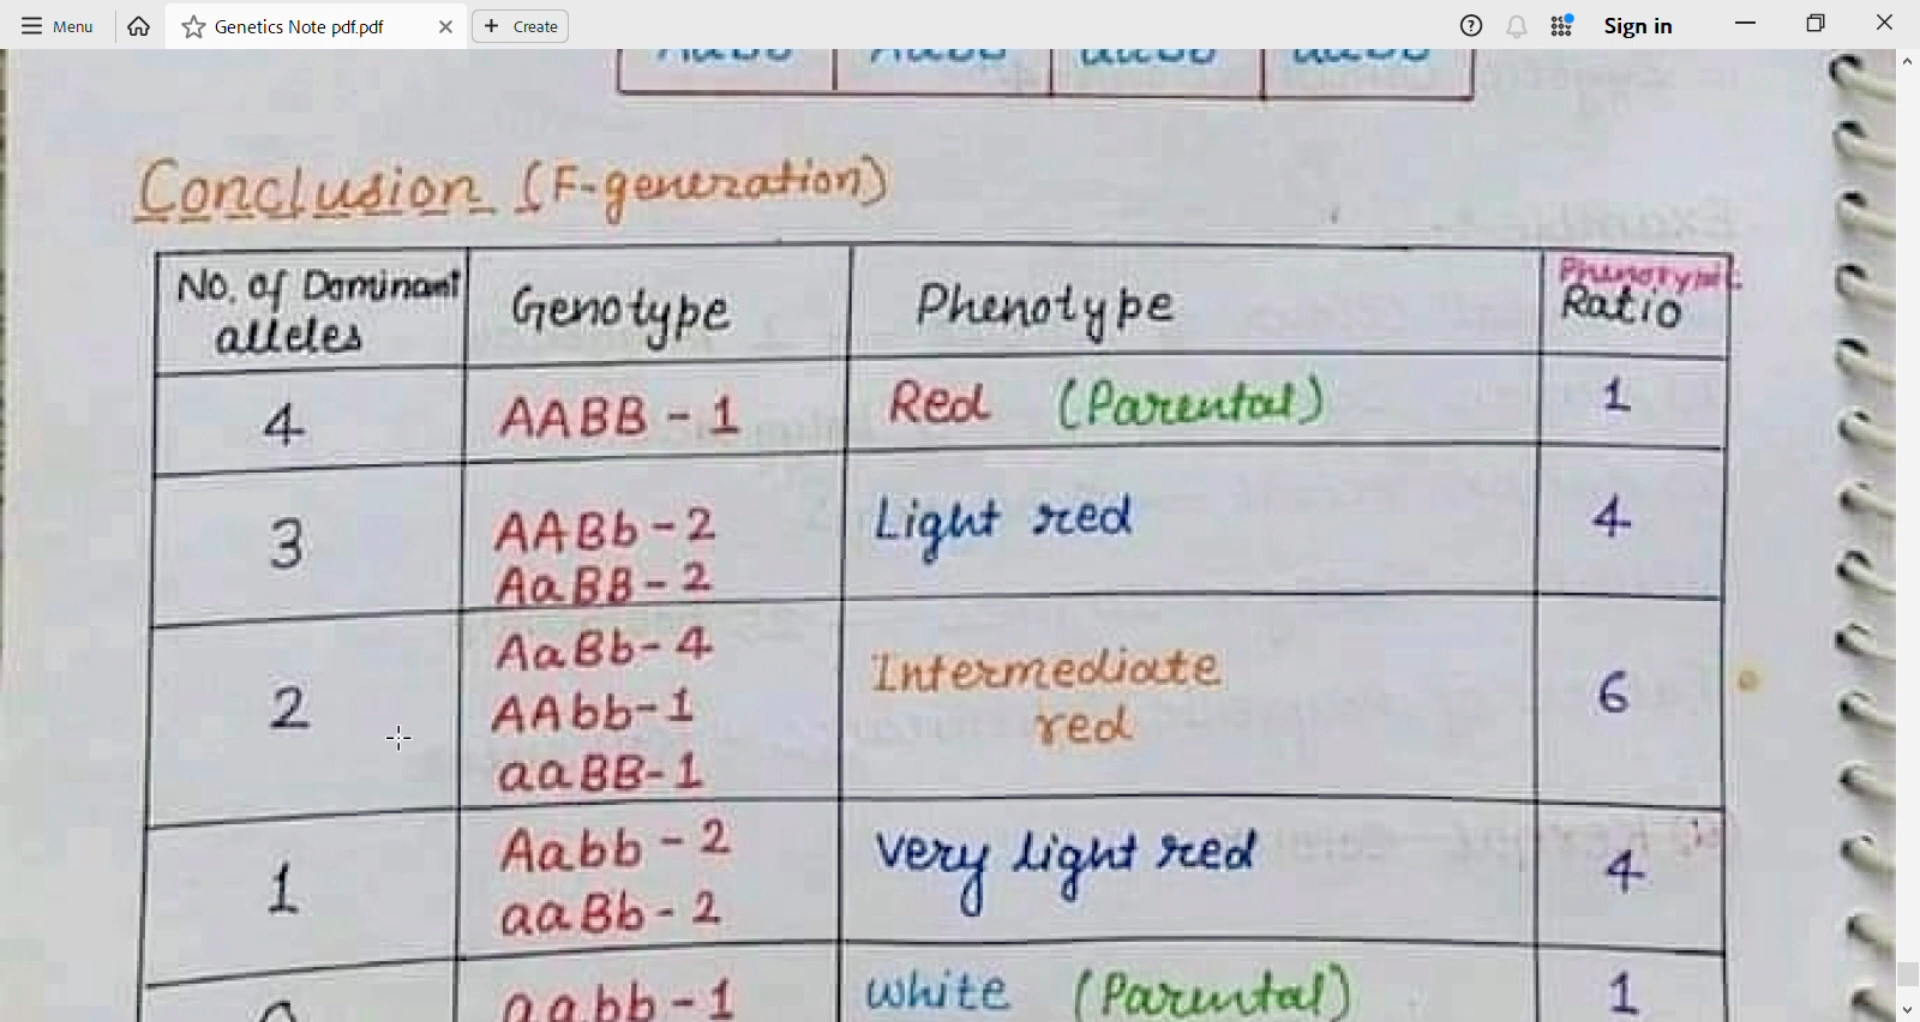 Menu
Genetics Note pdf.pdf
Create
Sign in
Conclusion (F-generation)
No. of Dominant alleles
Genotype
Phenotype
Phenotypic Ratio
4
AABB - 1
Red (Parental)
1
3
AABb - 2
AaBB - 2
Light red
4
2
AaBb - 4
AAbb - 1
aaBB - 1
Intermediate
red
6
1
Aabb - 2
aaBb - 2
Very light red
4
0
aabb - 1
white (Parental)
1